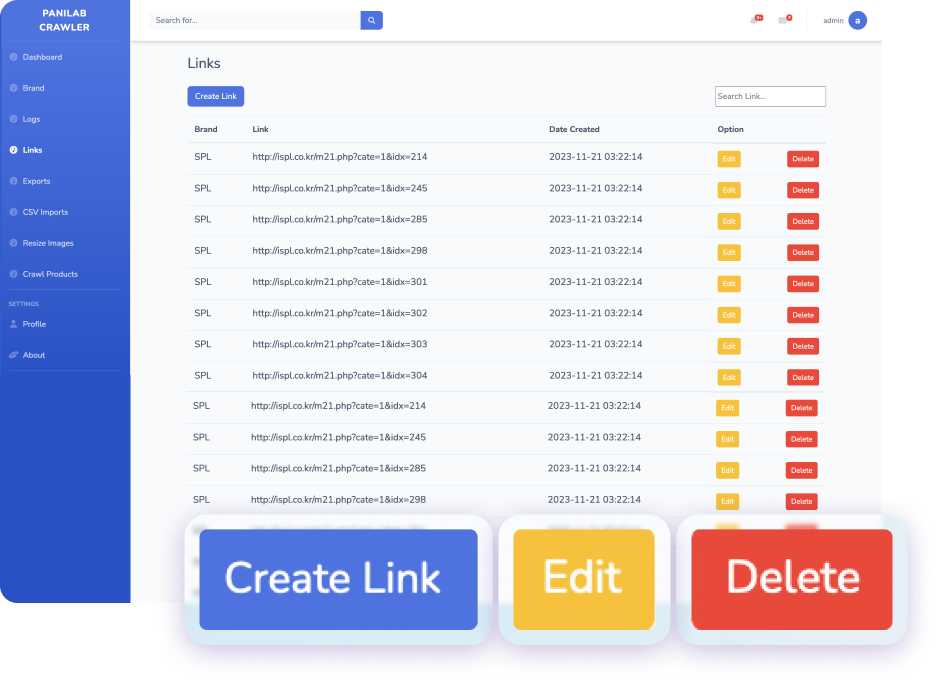 PANILAB
CRAWLER
Search for...
9+
7
admin
a
Dashboard
Brand
Logs
Links
Exports
CSV Imports
Resize Images
Crawl Products
SETTINGS
Profile
About
Links
Create Link
Search Link...
Brand Link Date Created Option
SPL http://ispl.co.kr/m21.php?cate=1&idx=214 2023-11-21 03:22:14 Edit Delete
SPL http://ispl.co.kr/m21.php?cate=1&idx=245 2023-11-21 03:22:14 Edit Delete
SPL http://ispl.co.kr/m21.php?cate=1&idx=285 2023-11-21 03:22:14 Edit Delete
SPL http://ispl.co.kr/m21.php?cate=1&idx=298 2023-11-21 03:22:14 Edit Delete
SPL http://ispl.co.kr/m21.php?cate=1&idx=301 2023-11-21 03:22:14 Edit Delete
SPL http://ispl.co.kr/m21.php?cate=1&idx=302 2023-11-21 03:22:14 Edit Delete
SPL http://ispl.co.kr/m21.php?cate=1&idx=303 2023-11-21 03:22:14 Edit Delete
SPL http://ispl.co.kr/m21.php?cate=1&idx=304 2023-11-21 03:22:14 Edit Delete
SPL http://ispl.co.kr/m21.php?cate=1&idx=214 2023-11-21 03:22:14 Edit Delete
SPL http://ispl.co.kr/m21.php?cate=1&idx=245 2023-11-21 03:22:14 Edit Delete
SPL http://ispl.co.kr/m21.php?cate=1&idx=285 2023-11-21 03:22:14 Edit Delete
SPL http://ispl.co.kr/m21.php?cate=1&idx=298 2023-11-21 03:22:14 Edit Delete
Create Link Edit Delete